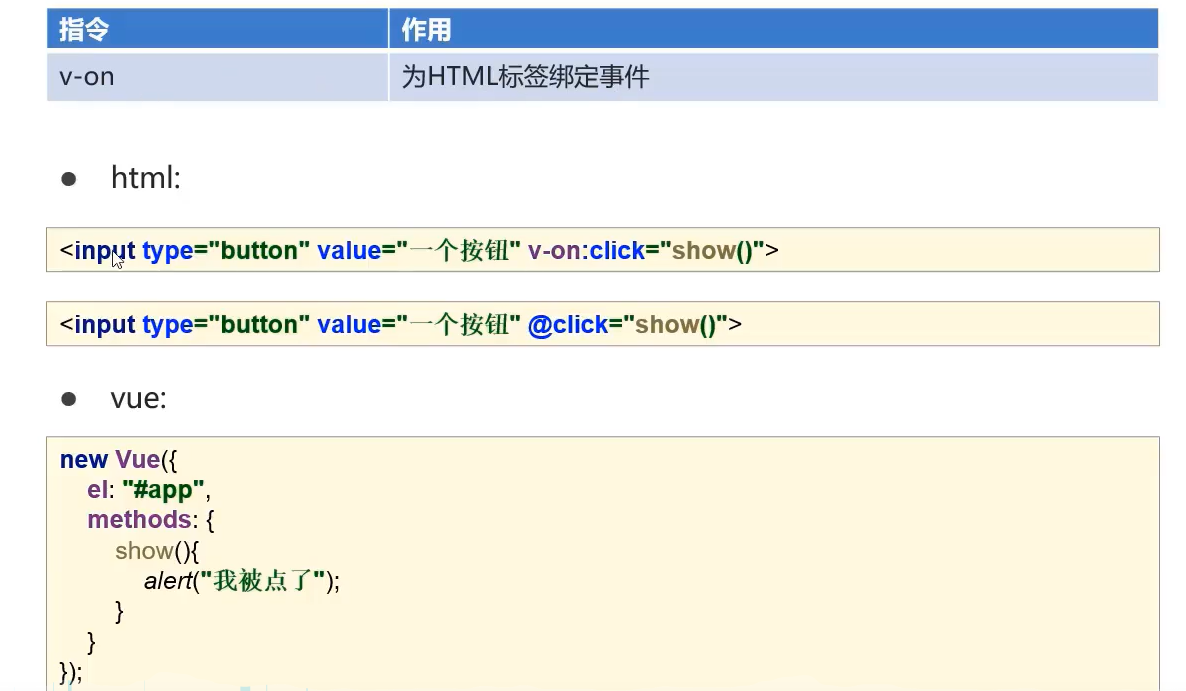 指令 作用
v-on 为HTML标签绑定事件
● html:
<input type="button" value="一个按钮" v-on:click="show()">
<input type="button" value="一个按钮" @click="show()">
● vue:
new Vue({
    el: "#app",
    methods: {
        show(){
            alert("我被点了");
        }
    }
});